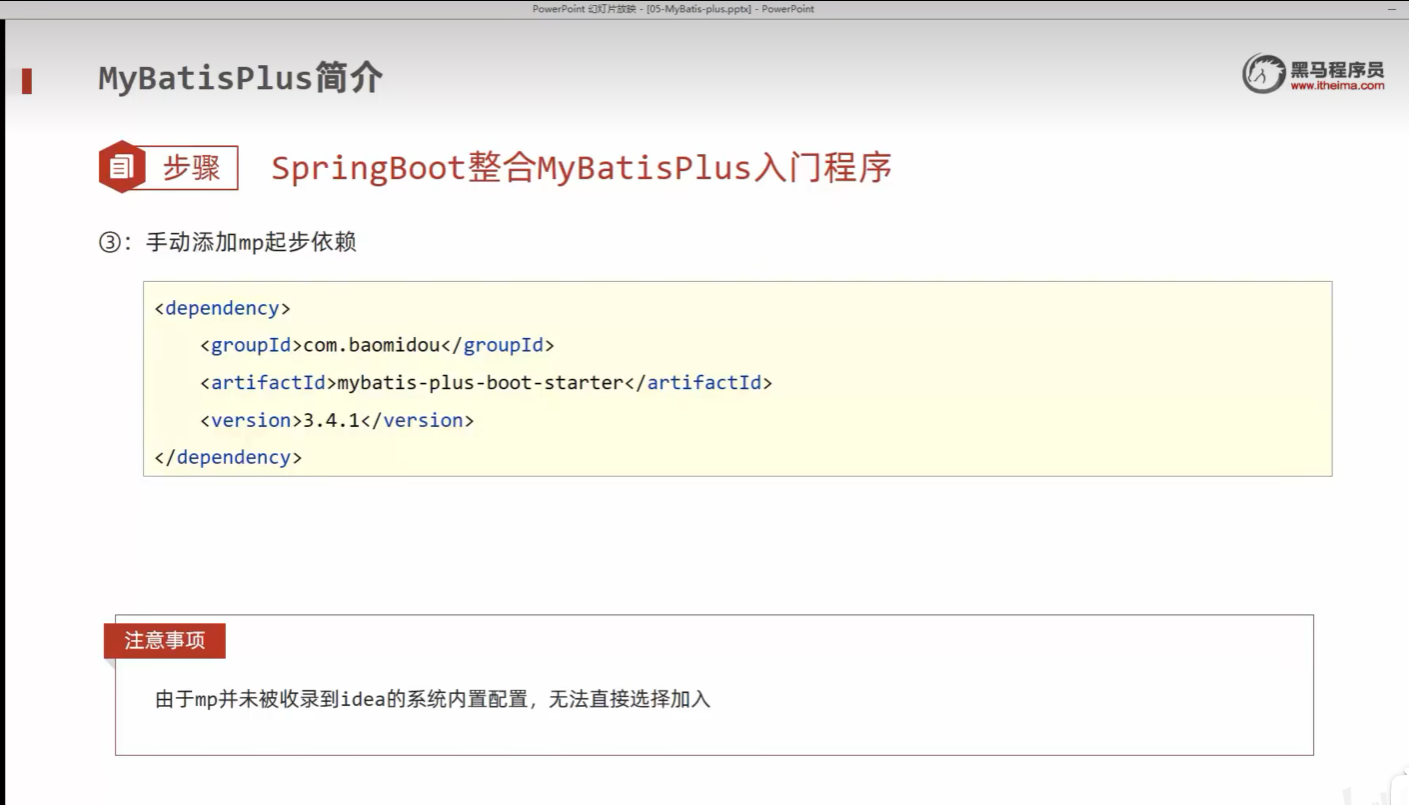 PowerPoint 幻灯片放映 - [05-MyBatis-plus.pptx] - PowerPoint
MyBatisPlus简介
黑马程序员
www.itheima.com
步骤
SpringBoot整合MyBatisPlus入门程序
③：手动添加mp起步依赖
<dependency>
    <groupId>com.baomidou</groupId>
    <artifactId>mybatis-plus-boot-starter</artifactId>
    <version>3.4.1</version>
</dependency>
注意事项
由于mp并未被收录到idea的系统内置配置，无法直接选择加入